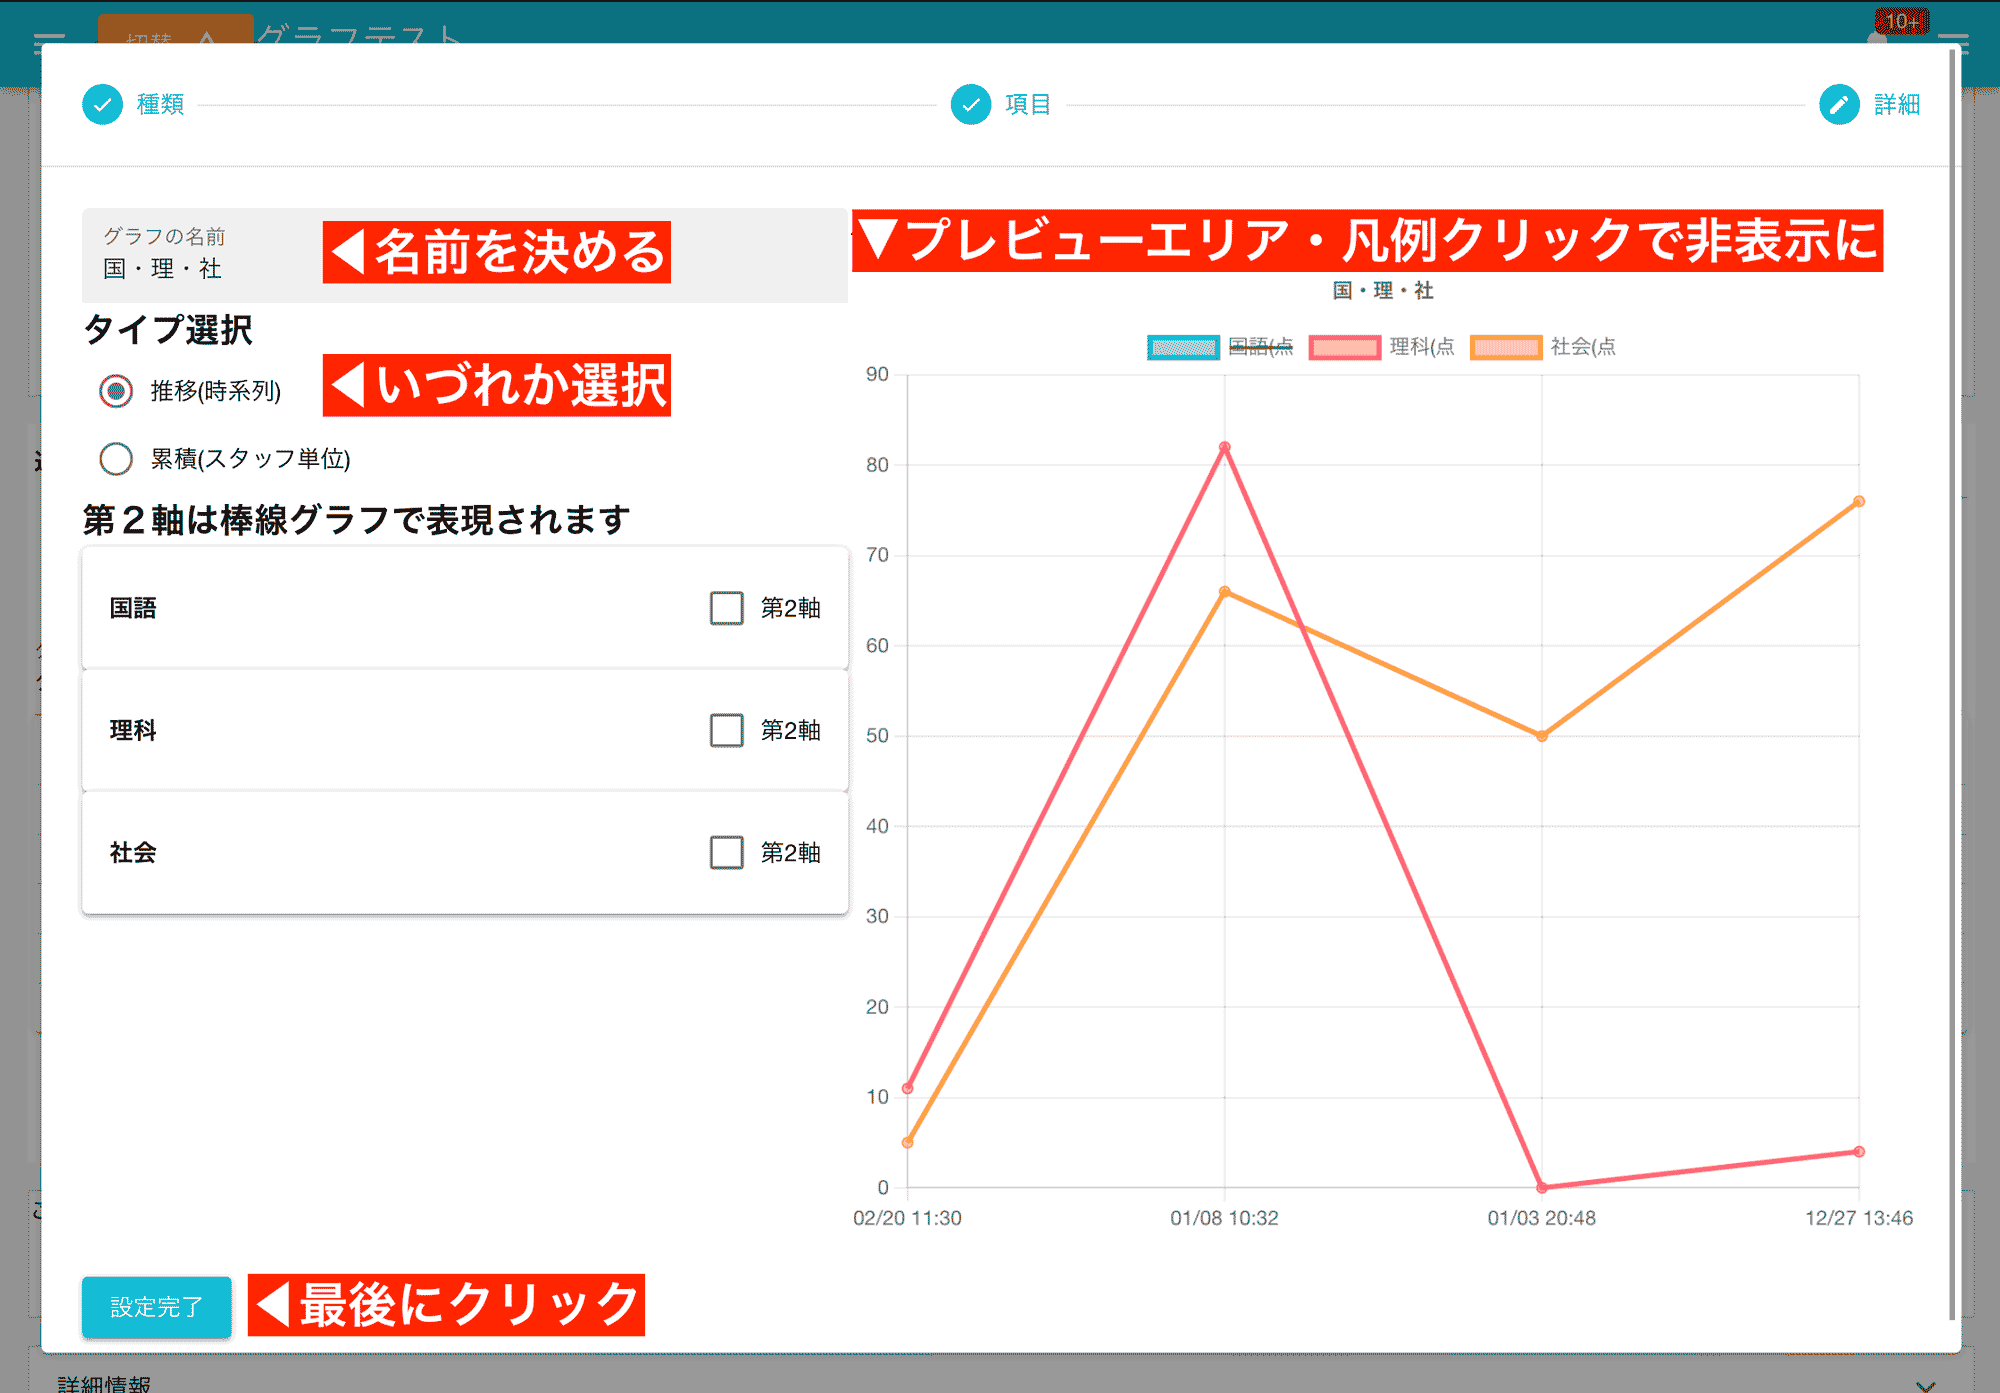 切替
グラフテスト
10+
種類
項目
詳細
グラフの名前
国・理・社
◀名前を決める
▼プレビューエリア・凡例クリックで非表示に
タイプ選択
推移(時系列)
◀いづれか選択
累積(スタッフ単位)
第２軸は棒線グラフで表現されます
国語
第2軸
理科
第2軸
社会
第2軸
国・理・社
国語(点
理科(点
社会(点
90
80
70
60
50
40
30
20
10
0
02/20 11:30
01/08 10:32
01/03 20:48
12/27 13:46
設定完了
◀最後にクリック
詳細情報